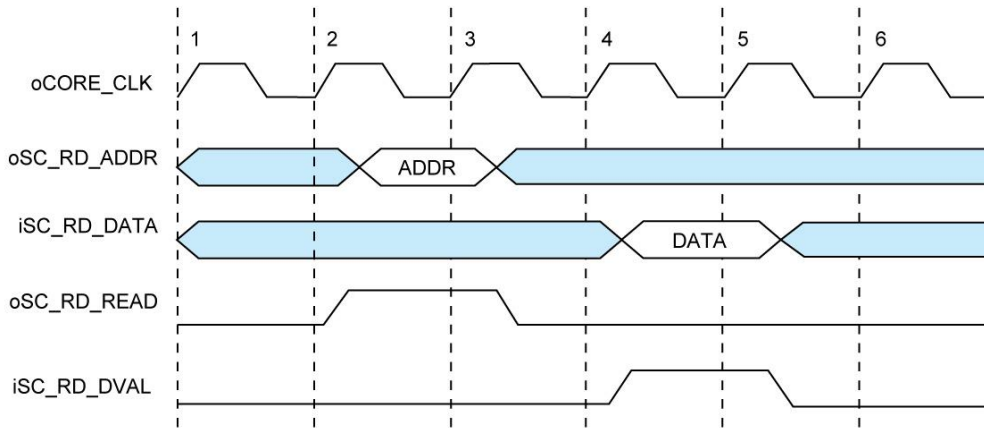 1 2 3 4 5 6
oCORE_CLK
oSC_RD_ADDR ADDR
iSC_RD_DATA DATA
oSC_RD_READ
iSC_RD_DVAL